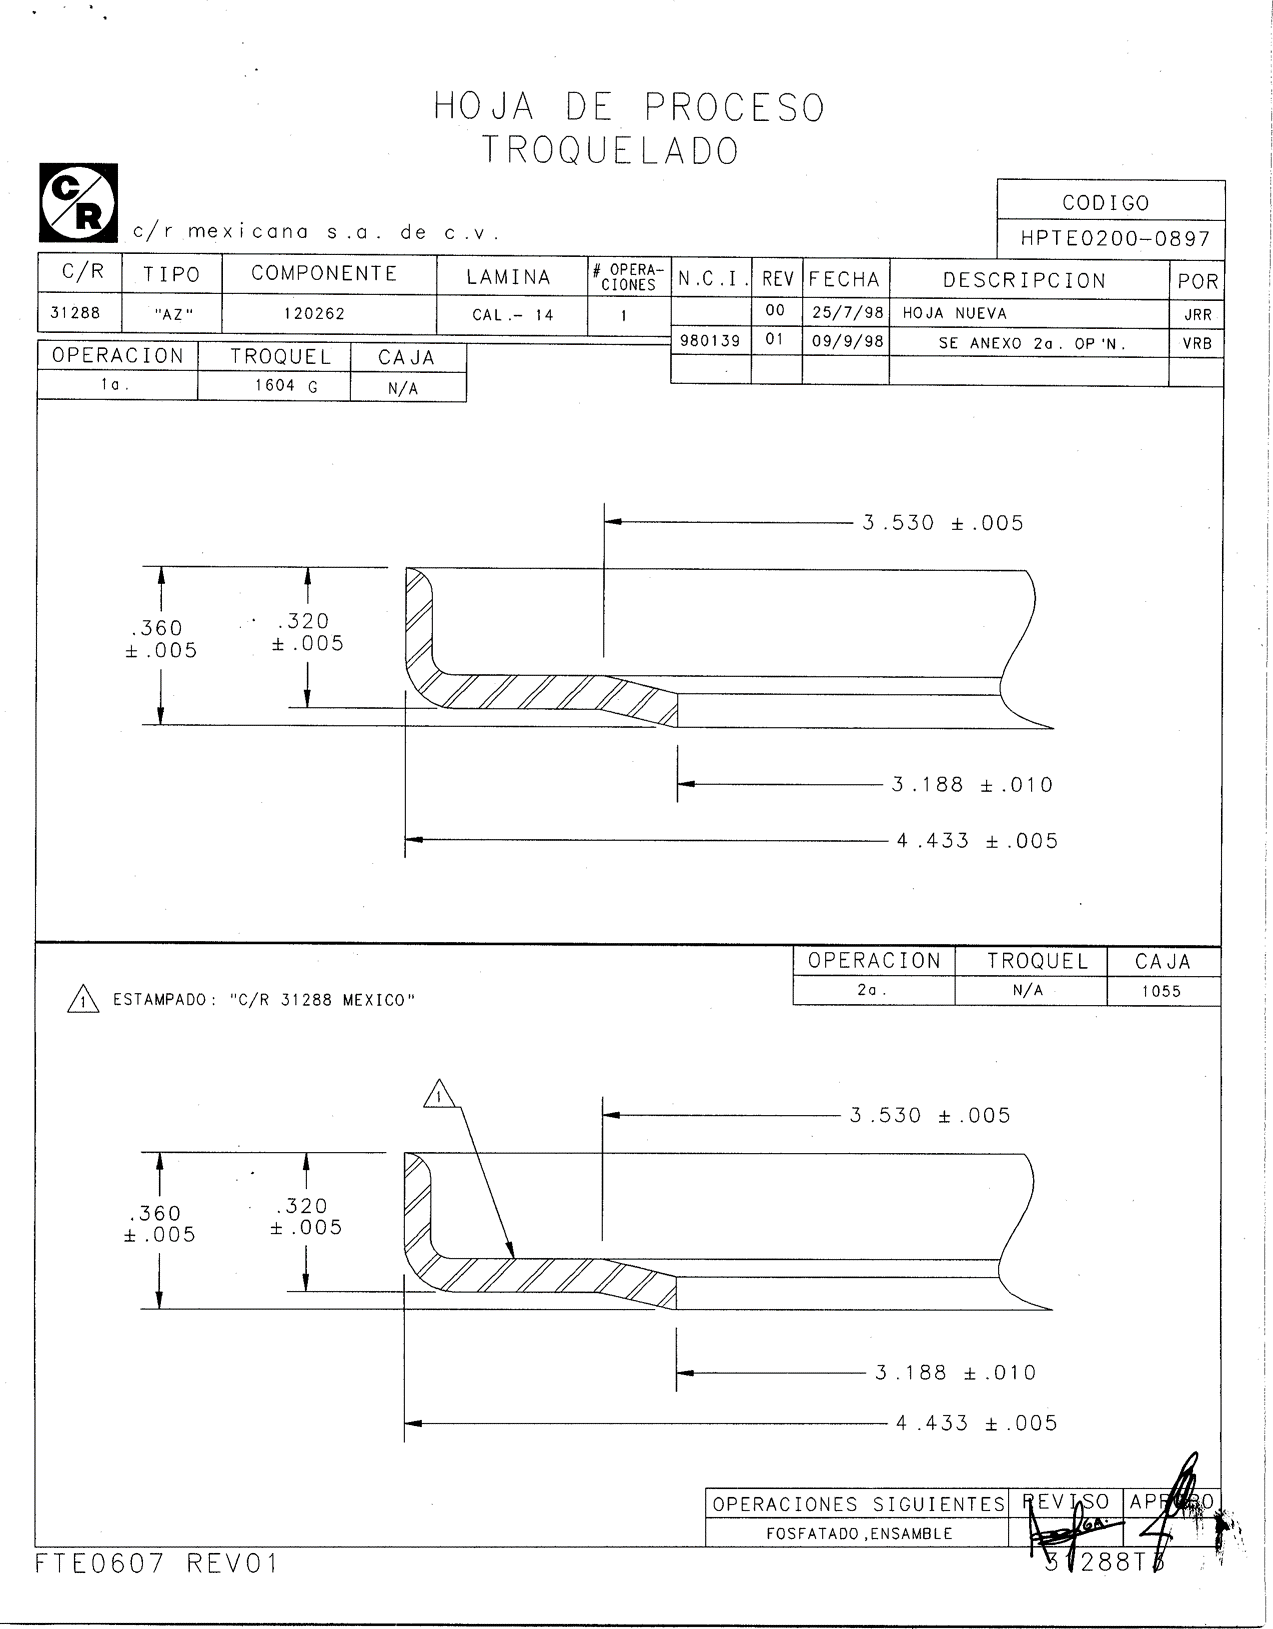 HOJA DE PROCESO
TROQUELADO
C/R
c/r mexicana s.a. de c.v.
CODIGO
HPTE0200-0897
C/R TIPO COMPONENTE LAMINA # OPERA-CIONES N.C.I. REV FECHA DESCRIPCION POR
31288 "AZ" 120262 CAL.- 14 1 00 25/7/98 HOJA NUEVA JRR
980139 01 09/9/98 SE ANEXO 2a. OP'N. VRB
OPERACION TROQUEL CAJA
1a. 1604 G N/A
3.530 ±.005
.360 ±.005
.320 ±.005
3.188 ±.010
4.433 ±.005
OPERACION TROQUEL CAJA
2a. N/A 1055
1 ESTAMPADO: "C/R 31288 MEXICO"
1
3.530 ±.005
.360 ±.005
.320 ±.005
3.188 ±.010
4.433 ±.005
OPERACIONES SIGUIENTES REVISO APROBO
FOSFATADO,ENSAMBLE
FTE0607 REV01